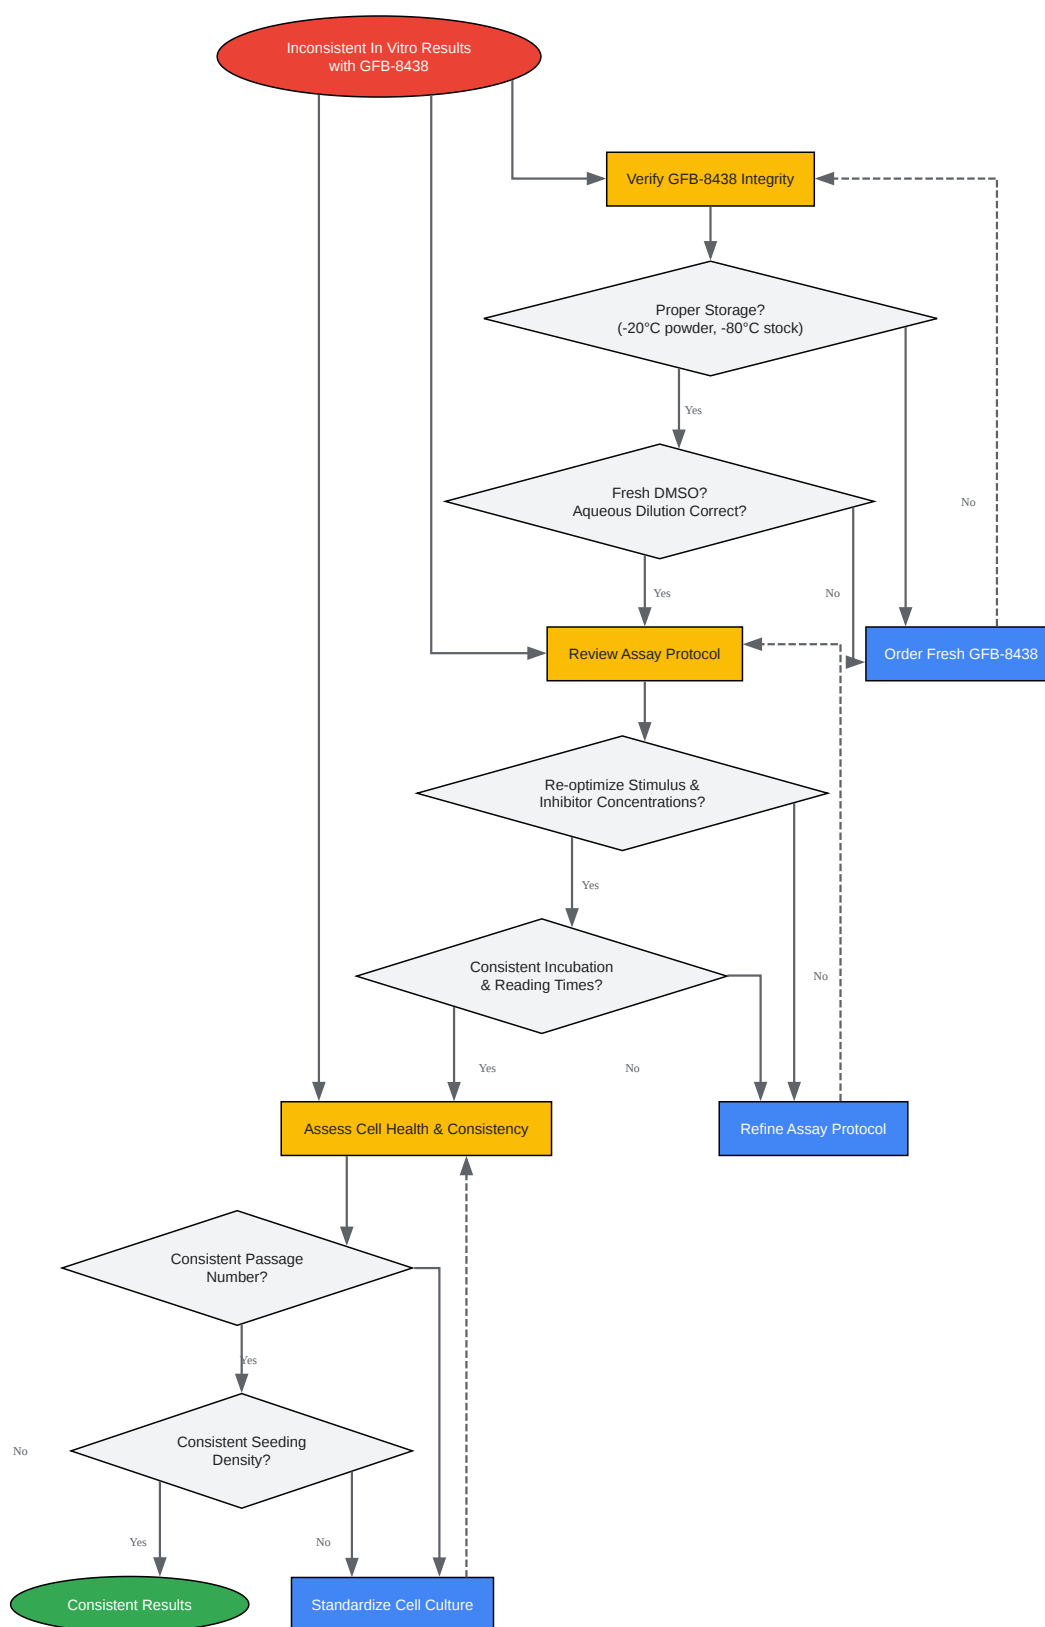 Inconsistent In Vitro Results
with GFB-8438
Verify GFB-8438 Integrity
Proper Storage?
(-20°C powder, -80°C stock)
Yes
Fresh DMSO?
Aqueous Dilution Correct?
No
Yes
No
Review Assay Protocol
Order Fresh GFB-8438
Re-optimize Stimulus &
Inhibitor Concentrations?
Yes
Consistent Incubation
& Reading Times?
No
Yes
No
Assess Cell Health & Consistency
Refine Assay Protocol
Consistent Passage
Number?
Yes
Consistent Seeding
Density?
No
Yes
No
Consistent Results
Standardize Cell Culture